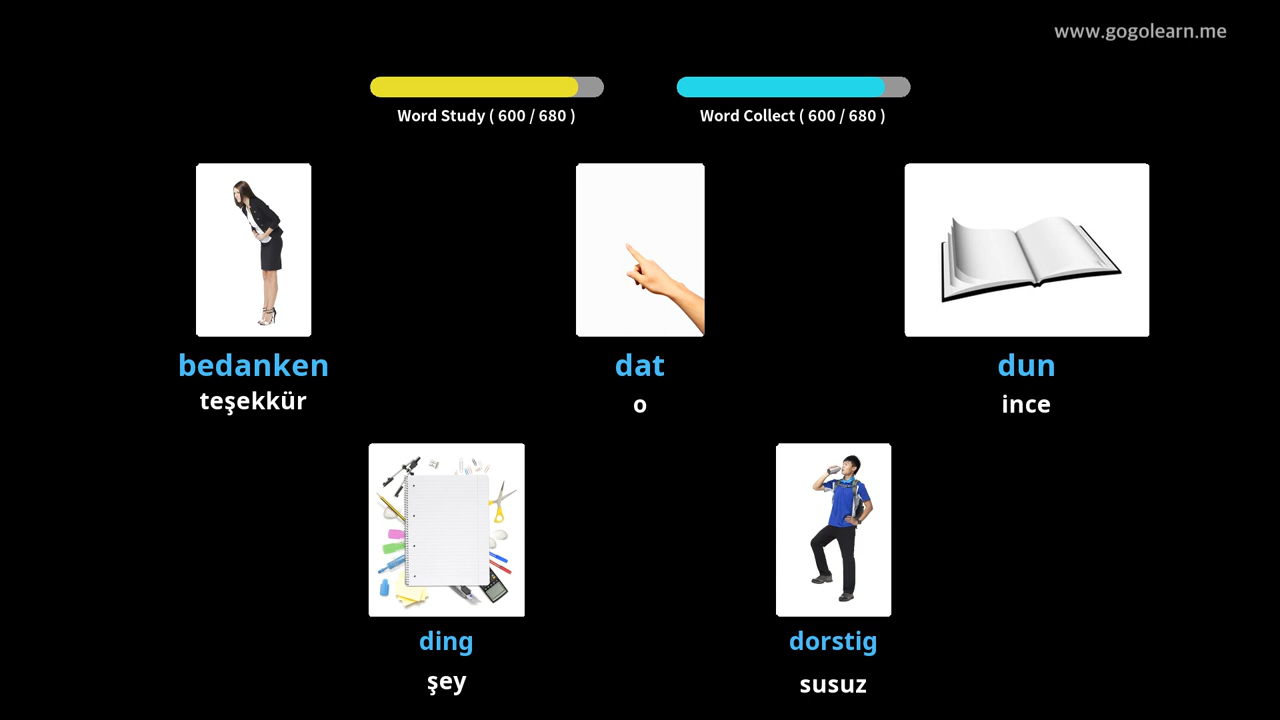 www.gogolearn.me
Word Study ( 600 / 680 )
Word Collect ( 600 / 680 )
bedanken
teşekkür
dat
o
dun
ince
ding
şey
dorstig
susuz